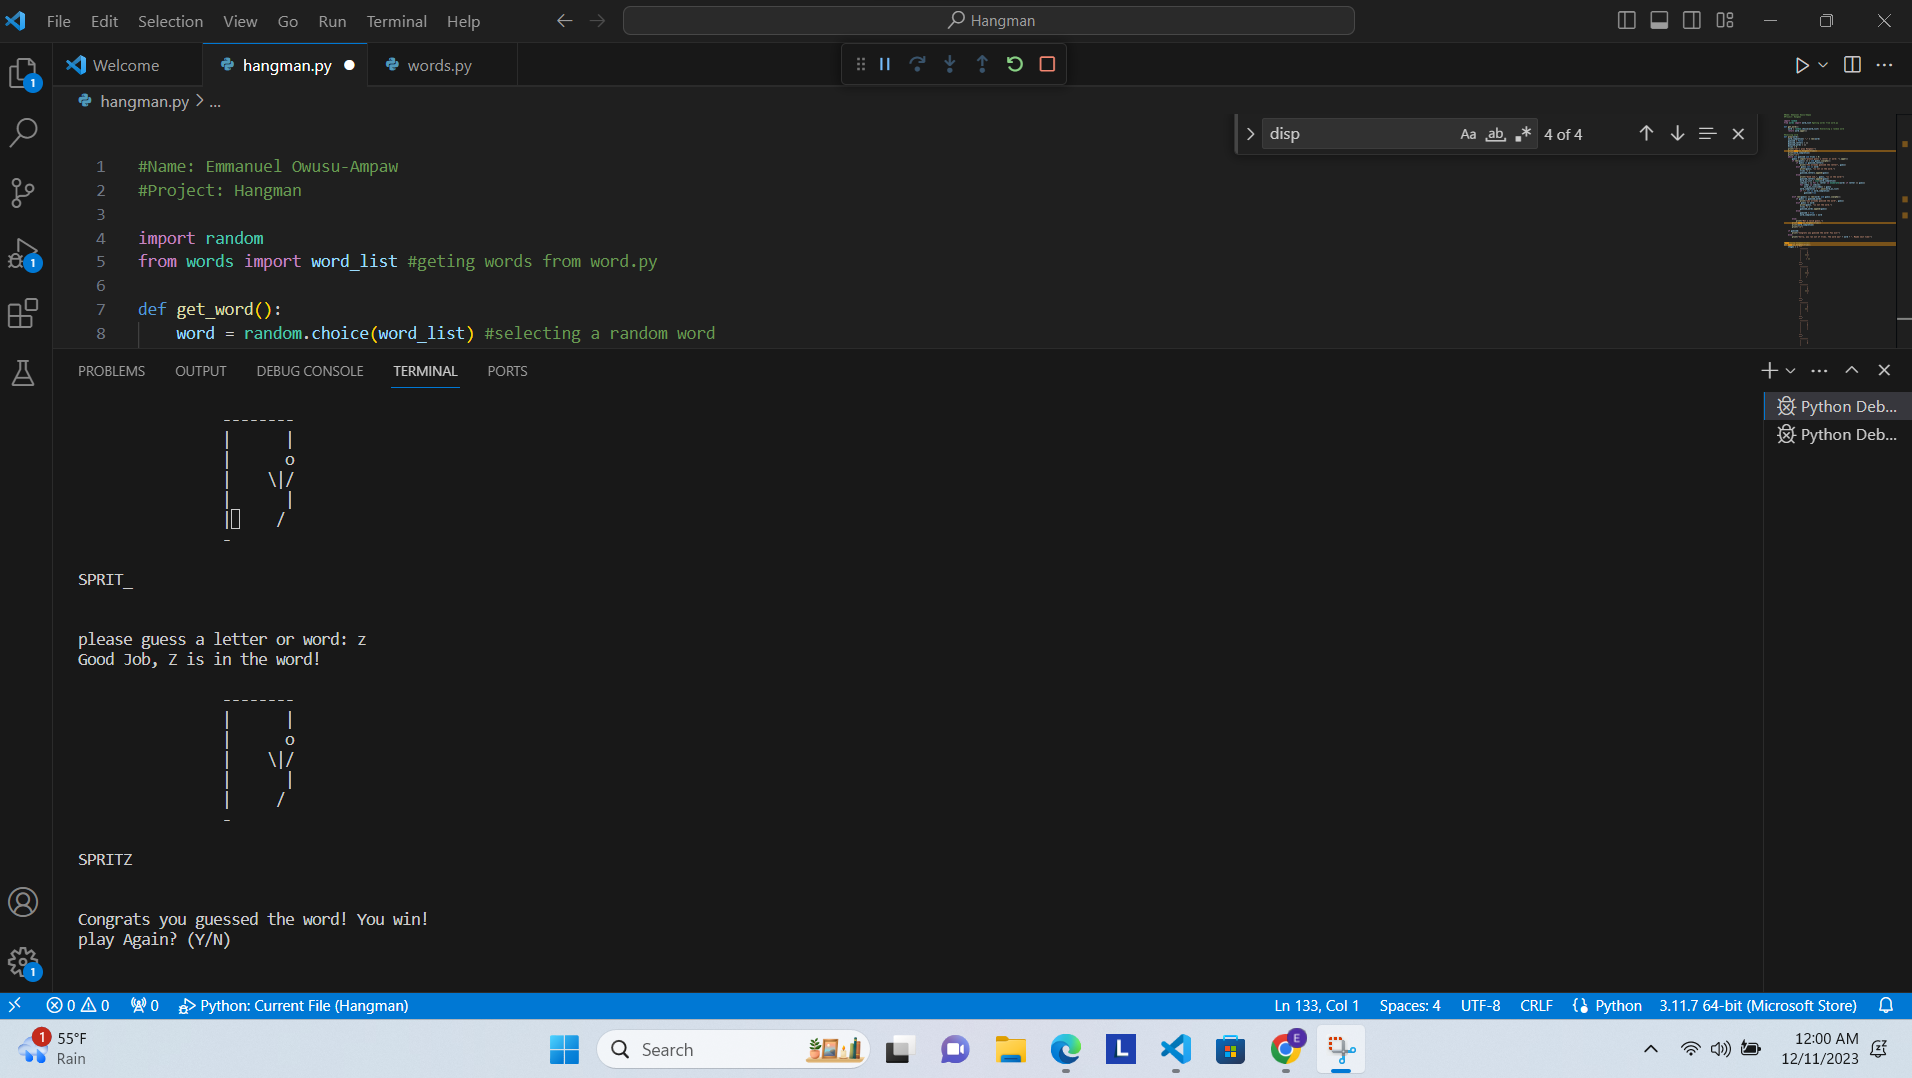 File Edit Selection View Go Run Terminal Help Hangman
Welcome hangman.py words.py
hangman.py > ...
disp Aa ab 4 of 4
1 #Name: Emmanuel Owusu-Ampaw
2 #Project: Hangman
3
4 import random
5 from words import word_list #geting words from word.py
6
7 def get_word():
8 word = random.choice(word_list) #selecting a random word
PROBLEMS OUTPUT DEBUG CONSOLE TERMINAL PORTS
Python Deb...
Python Deb...
--------
|      |
|      o
|    \|/
|      |
|     /
-
SPRIT_
please guess a letter or word: z
Good Job, Z is in the word!
--------
|      |
|      o
|    \|/
|      |
|     /
-
SPRITZ
Congrats you guessed the word! You win!
play Again? (Y/N)
0 0 0 Python: Current File (Hangman) Ln 133, Col 1 Spaces: 4 UTF-8 CRLF Python 3.11.7 64-bit (Microsoft Store)
1 55°F
Rain
Search
L
E
12:00 AM
12/11/2023